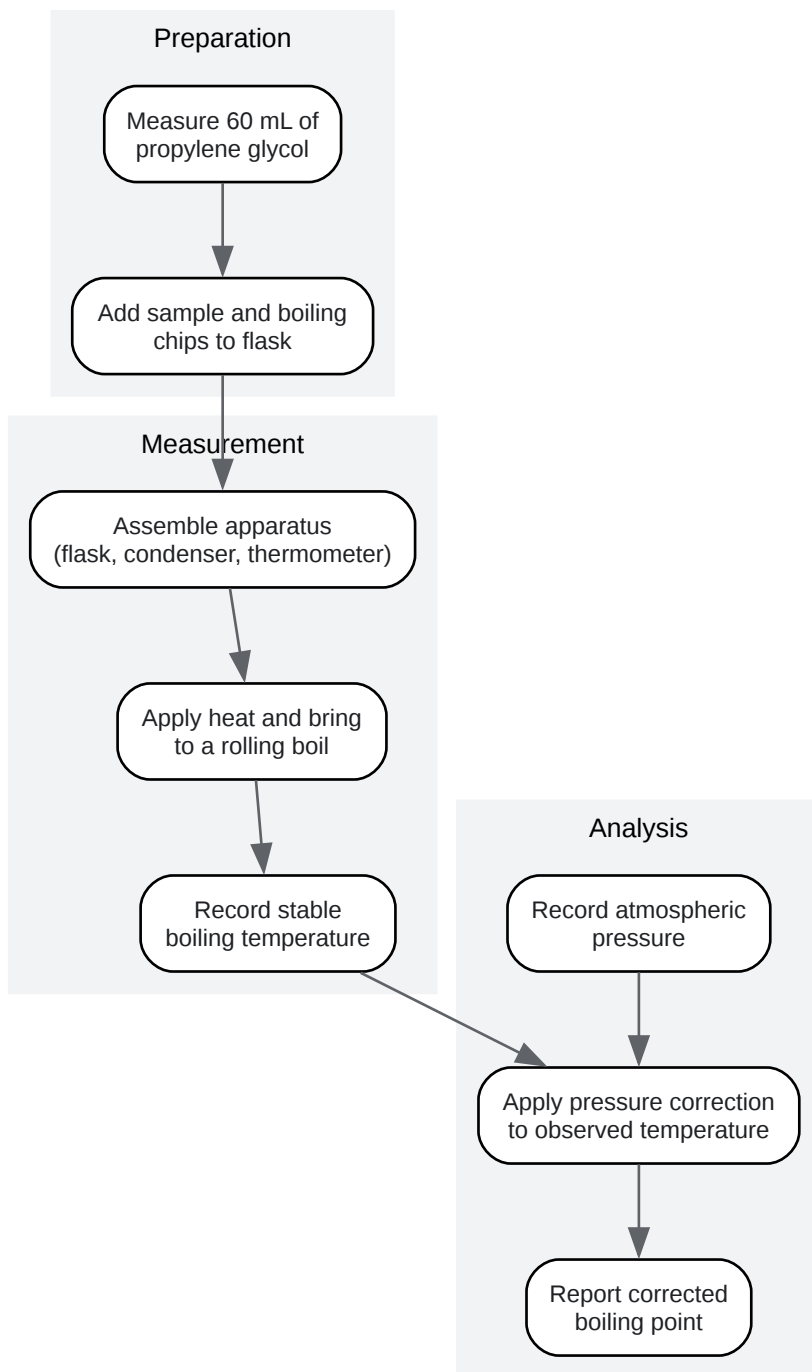 Preparation
Measure 60 mL of
propylene glycol
Add sample and boiling
chips to flask
Measurement
Assemble apparatus
(flask, condenser, thermometer)
Apply heat and bring
to a rolling boil
Record stable
boiling temperature
Analysis
Record atmospheric
pressure
Apply pressure correction
to observed temperature
Report corrected
boiling point